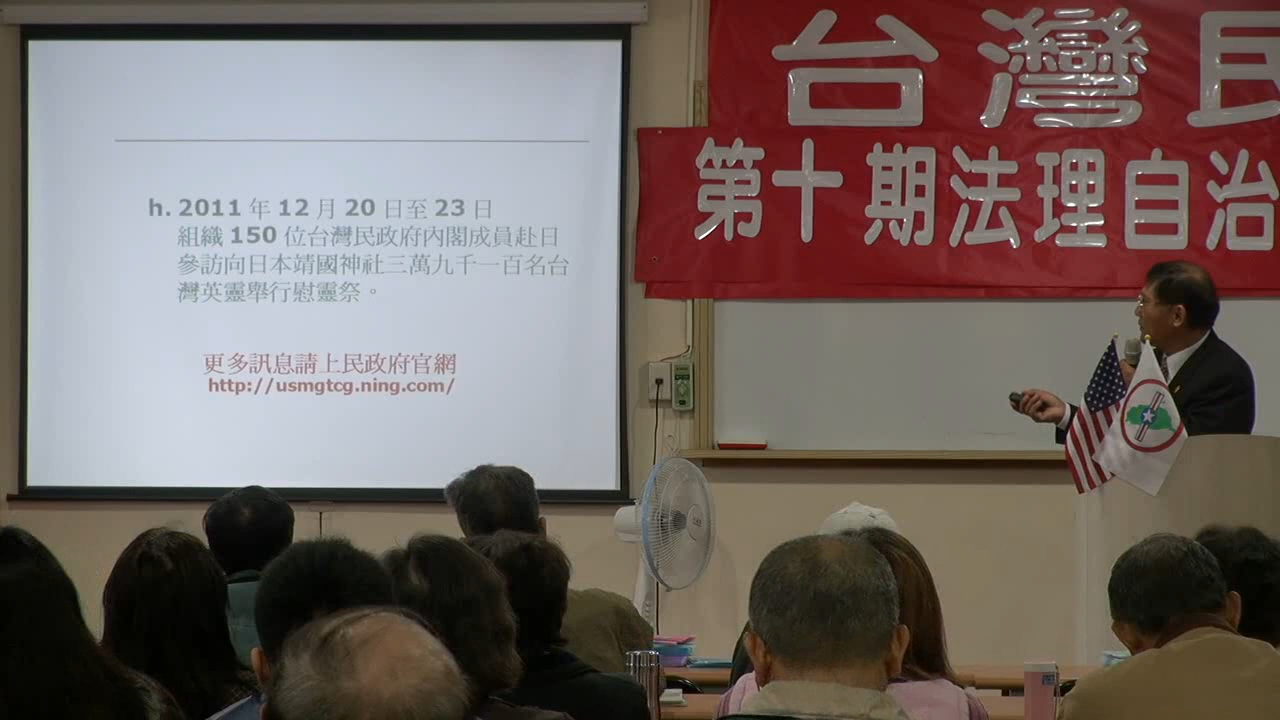 h. 2011 年 12 月 20 日至 23 日
組織 150 位台灣民政府內閣成員赴日
參訪向日本靖國神社三萬九千一百名台
灣英靈舉行慰靈祭。
更多訊息請上民政府官網
http://usmgtcg.ning.com/
台灣民
第十期法理自治